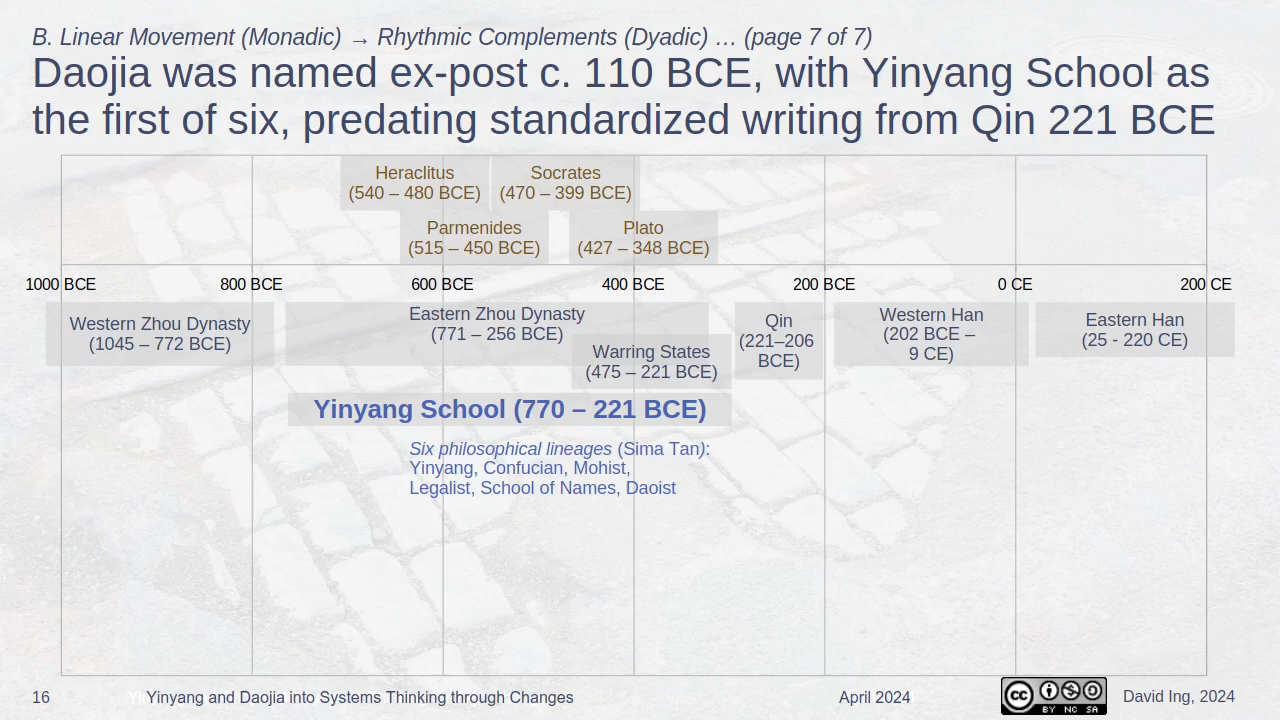 B. Linear Movement (Monadic) → Rhythmic Complements (Dyadic) … (page 7 of 7)
Daojia was named ex-post c. 110 BCE, with Yinyang School as
the first of six, predating standardized writing from Qin 221 BCE
Heraclitus
(540 – 480 BCE)
Socrates
(470 – 399 BCE)
Parmenides
(515 – 450 BCE)
Plato
(427 – 348 BCE)
1000 BCE
800 BCE
600 BCE
400 BCE
200 BCE
0 CE
200 CE
Western Zhou Dynasty
(1045 – 772 BCE)
Eastern Zhou Dynasty
(771 – 256 BCE)
Warring States
(475 – 221 BCE)
Qin
(221–206
BCE)
Western Han
(202 BCE –
9 CE)
Eastern Han
(25 - 220 CE)
Yinyang School (770 – 221 BCE)
Six philosophical lineages (Sima Tan):
Yinyang, Confucian, Mohist,
Legalist, School of Names, Daoist
16
Yinyang and Daojia into Systems Thinking through Changes
April 2024
cc
BY NC SA
David Ing, 2024